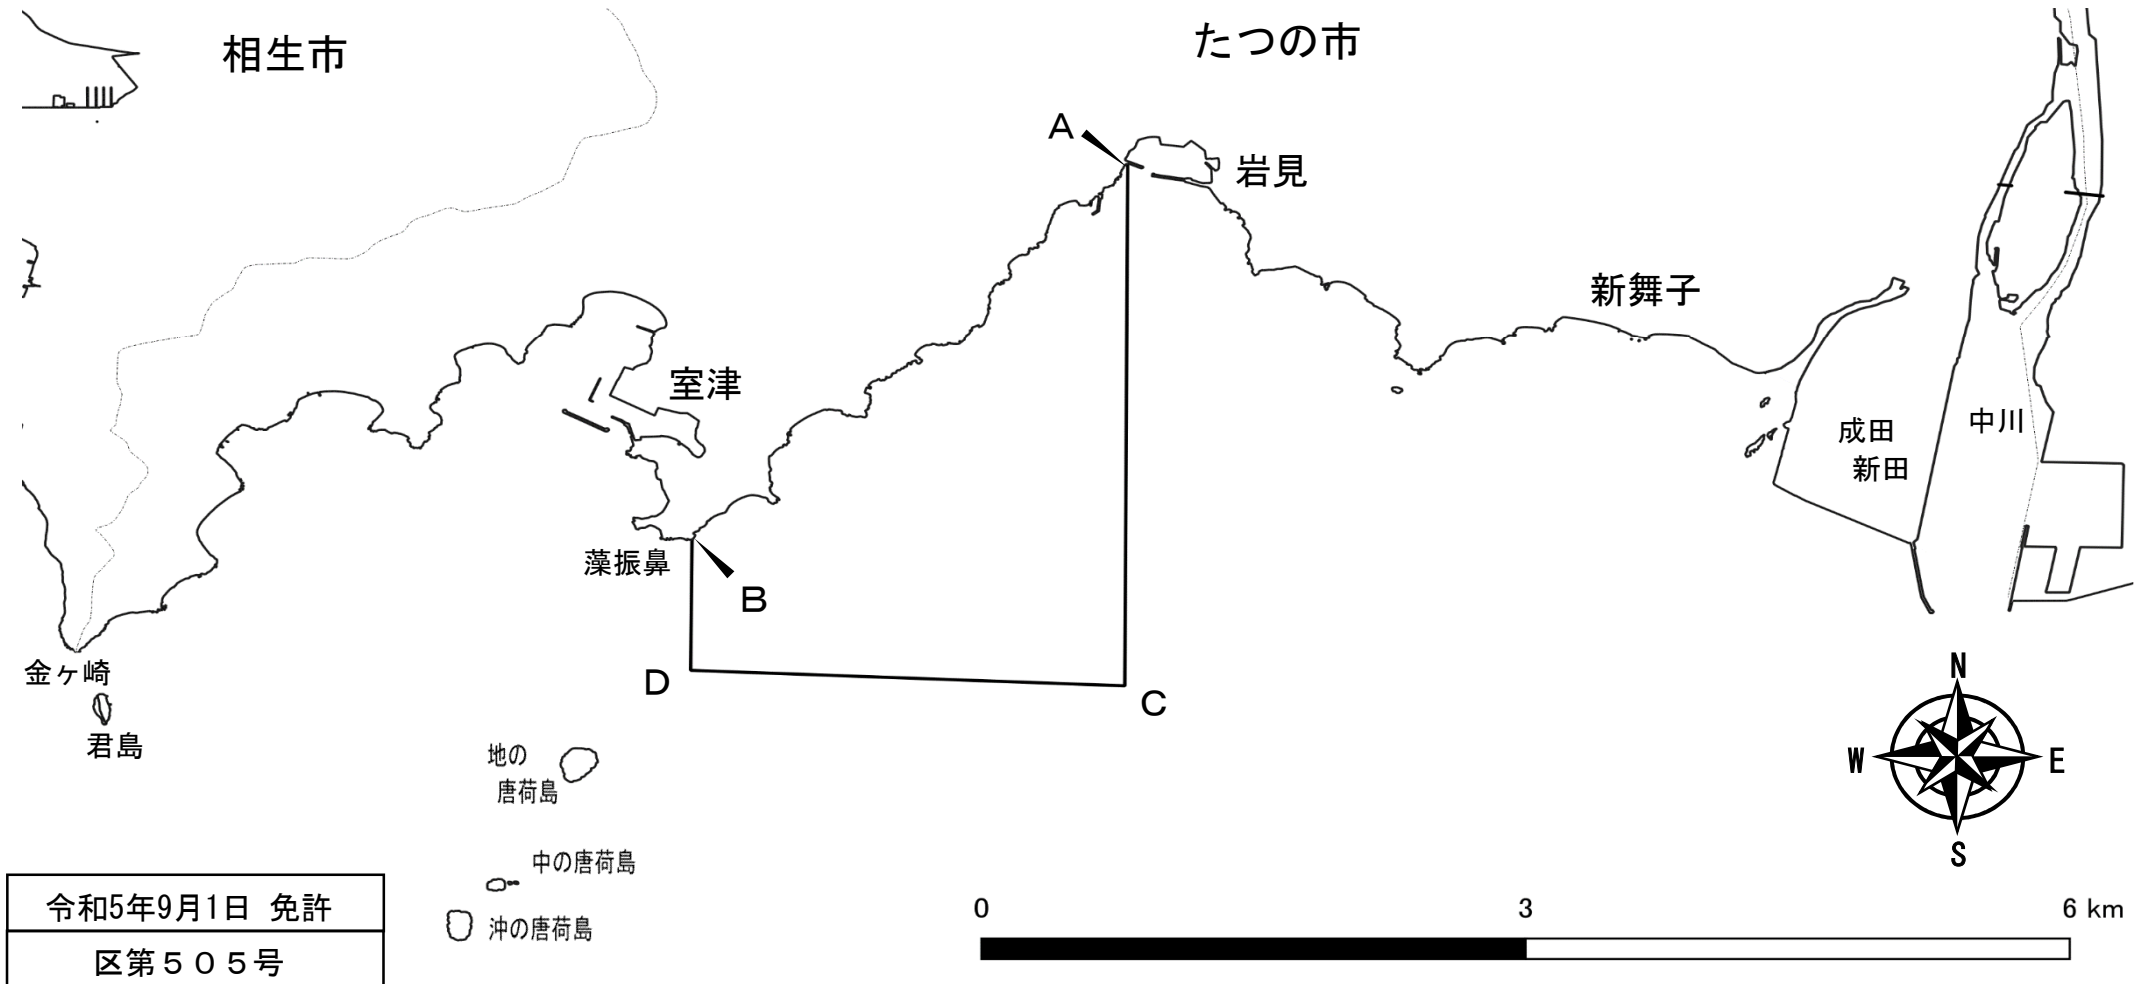 相生市
たつの市
A
岩見
新舞子
室津
成田
新田
中川
藻振鼻
B
金ヶ崎
D
C
君島
地の
唐荷島
中の唐荷島
沖の唐荷島
N
W
E
S
0
3
6 km
令和5年9月1日 免許
区第５０５号